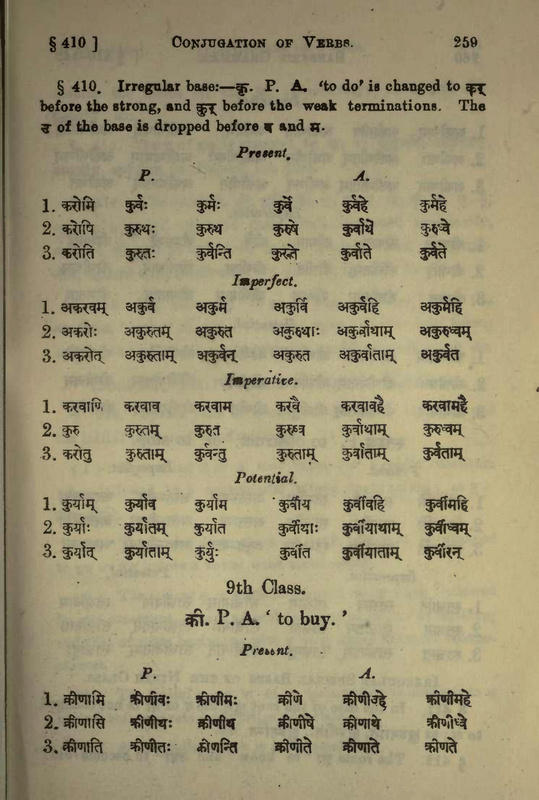 § 410 ] CONJUGATION OF VERBS. 259
§ 410. Irregular base:—कृ. P. A. 'to do' is changed to कर्
before the strong, and कुर् before the weak terminations. The
उ of the base is dropped before व and म.
Present.
P. A.
1. करोमि कुर्वः कुर्मः कुर्वे कुर्वहे कुर्महे
2. करोषि कुरुथः कुरुथ कुरुषे कुर्वाथे कुरुध्वे
3. करोति कुरुतः कुर्वन्ति कुरुते कुर्वाते कुर्वते
Imperfect.
1. अकरवम् अकुर्व अकुर्म अकुर्वि अकुर्वहि अकुर्महि
2. अकरोः अकुरुतम् अकुरुत अकुरुथाः अकुर्वाथाम् अकुरुध्वम्
3. अकरोत् अकुरुताम् अकुर्वन् अकुरुत अकुर्वाताम् अकुर्वत
Imperative.
1. करवाणि करवाव करवाम करवै करवावहै करवामहै
2. कुरु कुरुतम् कुरुत कुरुष्व कुर्वाथाम् कुरुध्वम्
3. करोतु कुरुताम् कुर्वन्तु कुरुताम् कुर्वाताम् कुर्वताम्
Potential.
1. कुर्याम् कुर्याव कुर्याम कुर्वीय कुर्वीवहि कुर्वीमहि
2. कुर्याः कुर्यातम् कुर्यात कुर्वीथाः कुर्वीयाथाम् कुर्वीध्वम्
3. कुर्यात् कुर्याताम् कुर्युः कुर्वीत कुर्वीयाताम् कुर्वीरन्
9th Class.
क्री. P. A. ' to buy. '
Present.
P. A.
1. क्रीणामि क्रीणीवः क्रीणीमः क्रीणे क्रीणीवहे क्रीणीमहे
2. क्रीणासि क्रीणीथः क्रीणीथ क्रीणीषे क्रीणाथे क्रीणीध्वे
3. क्रीणाति क्रीणीतः क्रीणन्ति क्रीणीते क्रीणाते क्रीणते